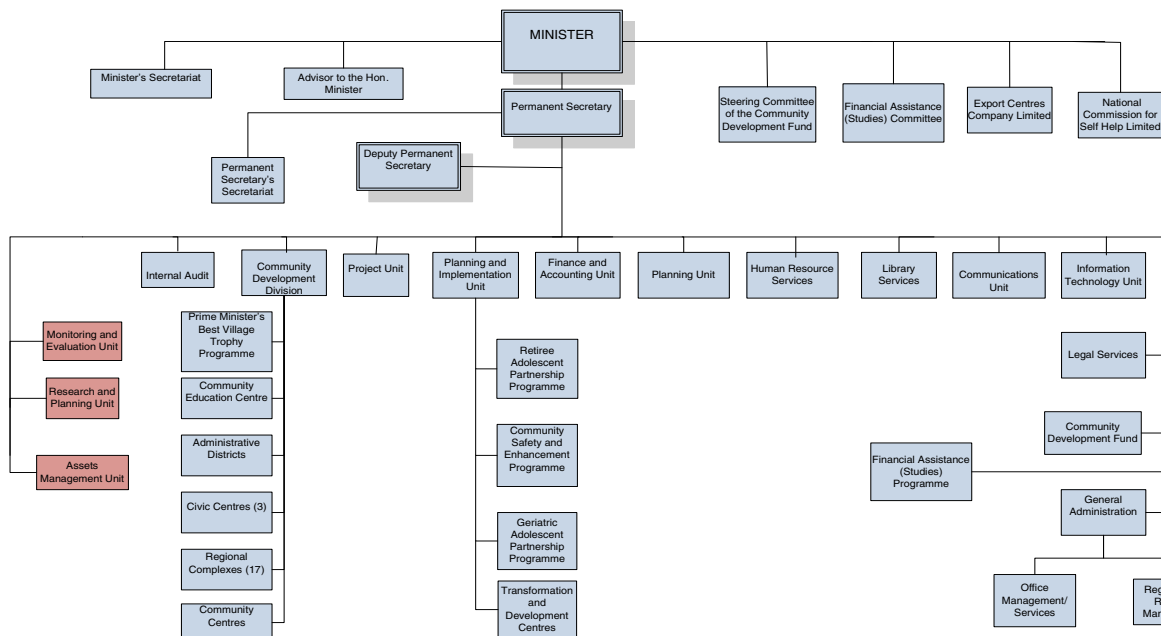 MINISTER
Minister's Secretariat
Advisor to the Hon.
Minister
Permanent Secretary
Steering Committee
of the Community
Development Fund
Financial Assistance
(Studies) Committee
Export Centres
Company Limited
National
Commission for
Self Help Limited
Deputy Permanent
Secretary
Permanent
Secretary's
Secretariat
Internal Audit
Community
Development
Division
Project Unit
Planning and
Implementation
Unit
Finance and
Accounting Unit
Planning Unit
Human Resource
Services
Library
Services
Communications
Unit
Information
Technology Unit
Monitoring and
Evaluation Unit
Research and
Planning Unit
Assets
Management Unit
Prime Minister's
Best Village
Trophy
Programme
Community
Education Centre
Administrative
Districts
Civic Centres (3)
Regional
Complexes (17)
Community
Centres
Retiree
Adolescent
Partnership
Programme
Community
Safety and
Enhancement
Programme
Geriatric
Adolescent
Partnership
Programme
Transformation
and
Development
Centres
Legal Services
Community
Development Fund
Financial Assistance
(Studies)
Programme
General
Administration
Office
Management/
Services